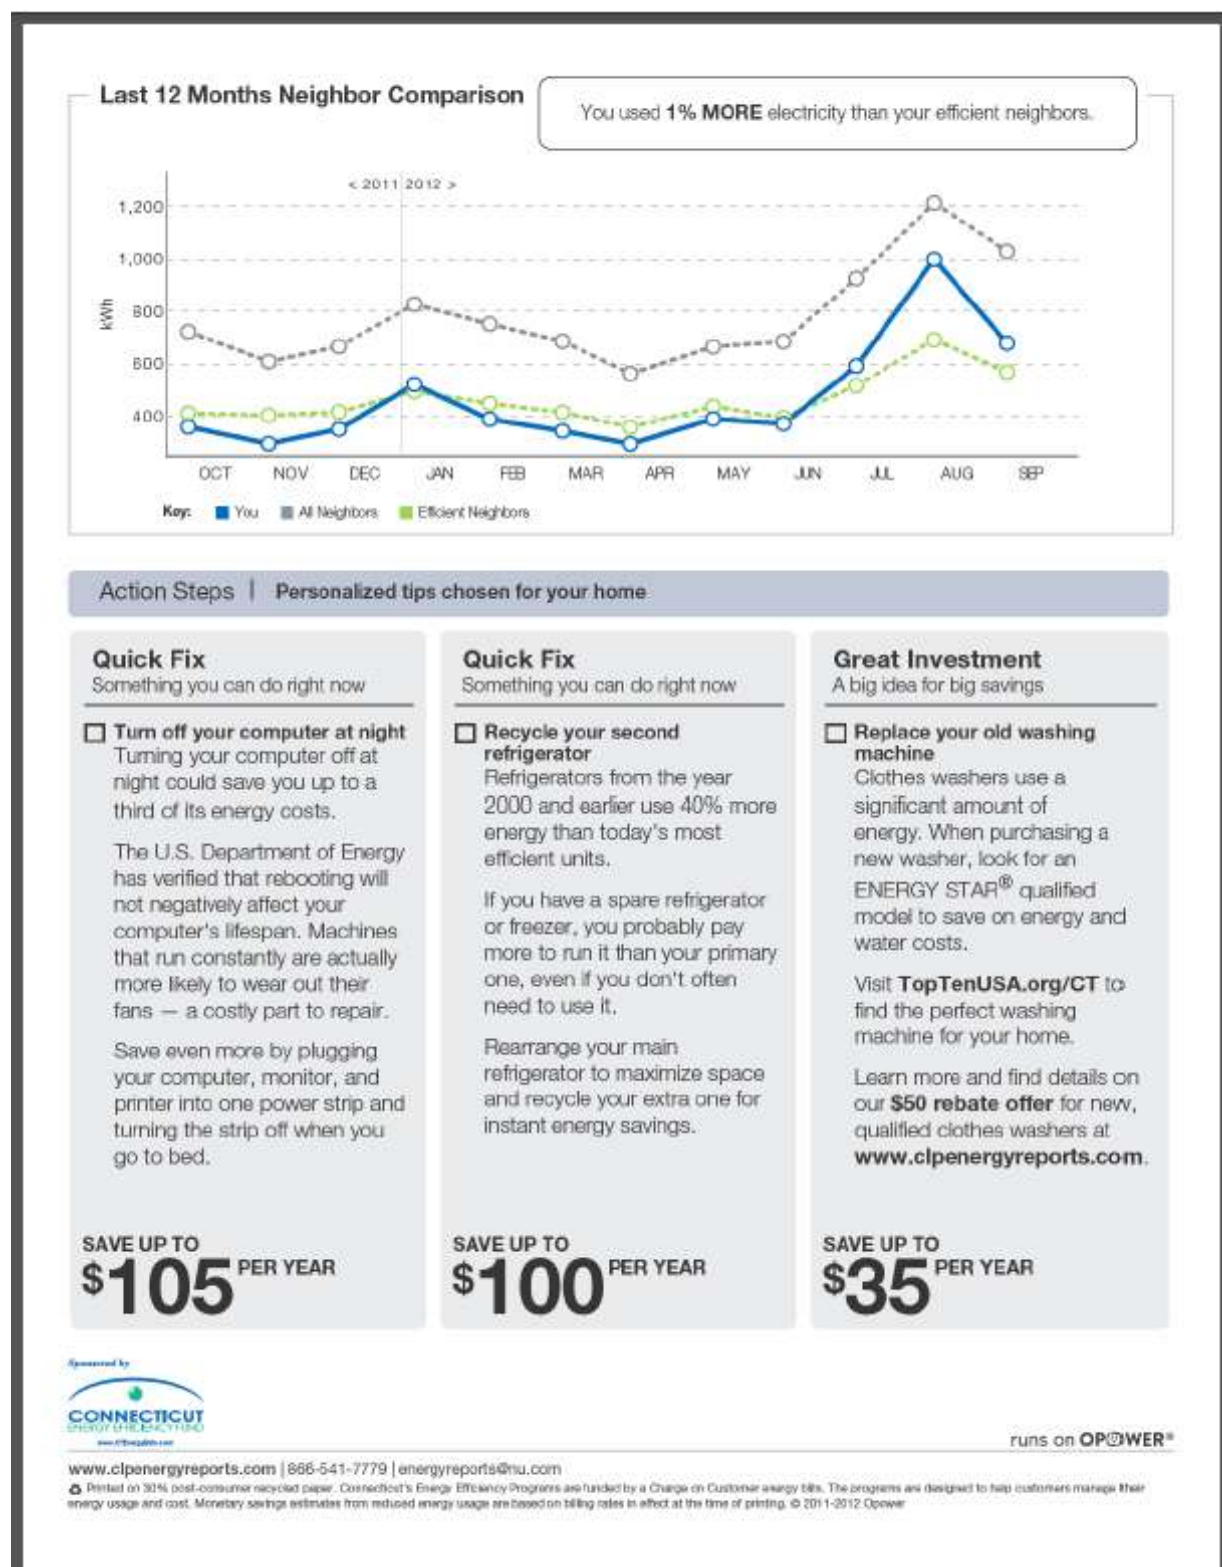 Last 12 Months Neighbor Comparison
You used 1% MORE electricity than your efficient neighbors.
< 2011 2012 >
1,200
1,000
800
600
400
kWh
OCT NOV DEC JAN FEB MAR APR MAY JUN JUL AUG SEP
Key: You All Neighbors Efficient Neighbors
Action Steps | Personalized tips chosen for your home
Quick Fix
Something you can do right now
Turn off your computer at night
Turning your computer off at
night could save you up to a
third of its energy costs.
The U.S. Department of Energy
has verified that rebooting will
not negatively affect your
computer's lifespan. Machines
that run constantly are actually
more likely to wear out their
fans — a costly part to repair.
Save even more by plugging
your computer, monitor, and
printer into one power strip and
turning the strip off when you
go to bed.
SAVE UP TO
$105 PER YEAR
Quick Fix
Something you can do right now
Recycle your second
refrigerator
Refrigerators from the year
2000 and earlier use 40% more
energy than today's most
efficient units.
If you have a spare refrigerator
or freezer, you probably pay
more to run it than your primary
one, even if you don't often
need to use it.
Rearrange your main
refrigerator to maximize space
and recycle your extra one for
instant energy savings.
SAVE UP TO
$100 PER YEAR
Great Investment
A big idea for big savings
Replace your old washing
machine
Clothes washers use a
significant amount of
energy. When purchasing a
new washer, look for an
ENERGY STAR® qualified
model to save on energy and
water costs.
Visit TopTenUSA.org/CT to
find the perfect washing
machine for your home.
Learn more and find details on
our $50 rebate offer for new,
qualified clothes washers at
www.clpenergyreports.com.
SAVE UP TO
$35 PER YEAR
Sponsored by
CONNECTICUT
ENERGY EFFICIENCY FUND
runs on OPOWER®
www.clpenergyreports.com | 866-541-7779 | energyreports@nu.com
Printed on 30% post-consumer recycled paper. Connecticut's Energy Efficiency Programs are funded by a Charge on Customer energy bills. The programs are designed to help customers manage their
energy usage and cost. Monetary savings estimates from reduced energy usage are based on billing rates in effect at the time of printing. © 2011-2012 Opower